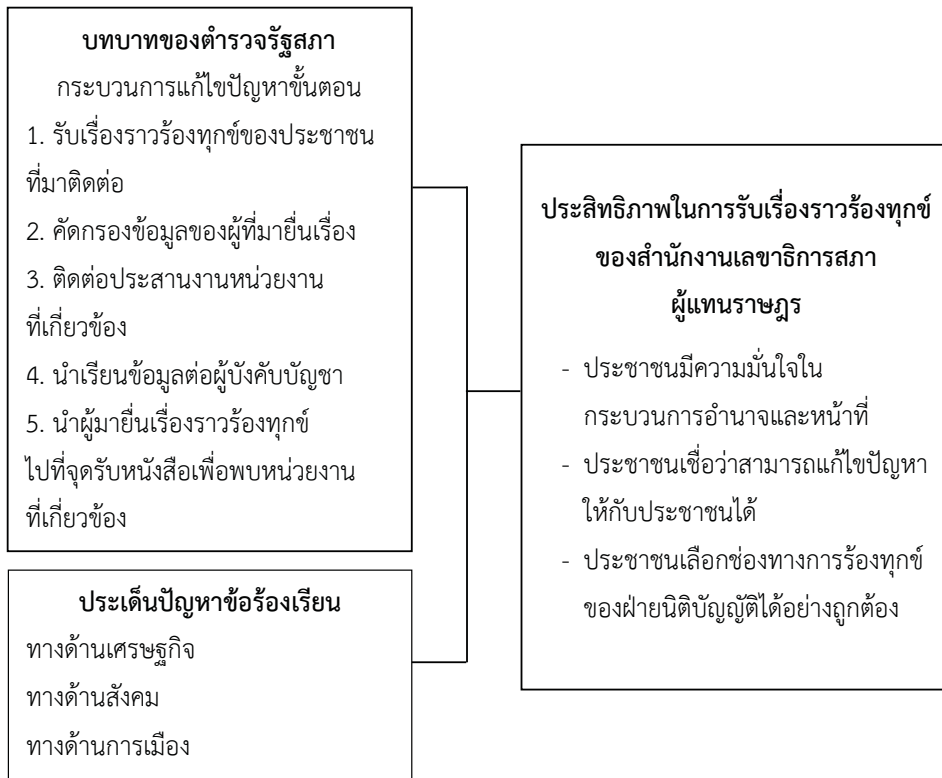 บทบาทของตำรวจรัฐสภา
กระบวนการแก้ไขปัญหาขั้นตอน
1. รับเรื่องราวร้องทุกข์ของประชาชน
ที่มาติดต่อ
2. คัดกรองข้อมูลของผู้ที่มายื่นเรื่อง
3. ติดต่อประสานงานหน่วยงาน
ที่เกี่ยวข้อง
4. นำเรียนข้อมูลต่อผู้บังคับบัญชา
5. นำผู้มายื่นเรื่องราวร้องทุกข์
ไปที่จุดรับหนังสือเพื่อพบหน่วยงาน
ที่เกี่ยวข้อง
ประเด็นปัญหาข้อร้องเรียน
ทางด้านเศรษฐกิจ
ทางด้านสังคม
ทางด้านการเมือง
ประสิทธิภาพในการรับเรื่องราวร้องทุกข์
ของสำนักงานเลขาธิการสภา
ผู้แทนราษฎร
- ประชาชนมีความมั่นใจใน
กระบวนการอำนาจและหน้าที่
- ประชาชนเชื่อว่าสามารถแก้ไขปัญหา
ให้กับประชาชนได้
- ประชาชนเลือกช่องทางการร้องทุกข์
ของฝ่ายนิติบัญญัติได้อย่างถูกต้อง